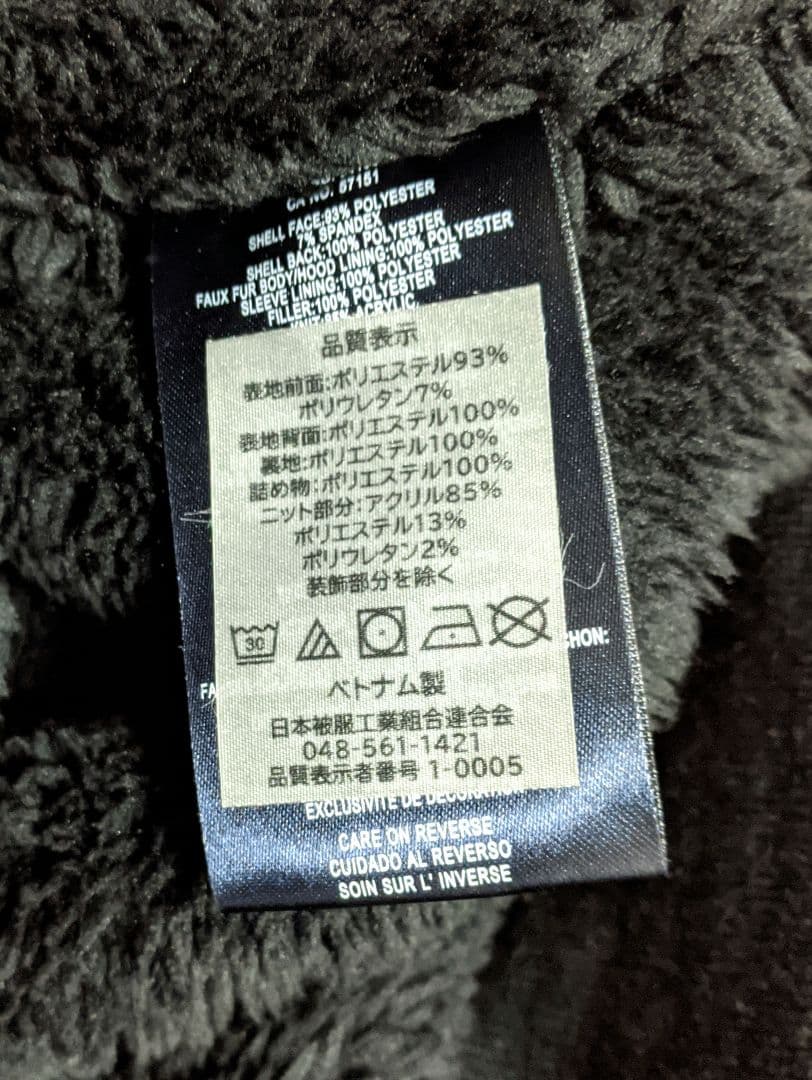 CA NO. 57151
SHELL FACE:93% POLYESTER
7% SPANDEX
SHELL BACK:100% POLYESTER
FAUX FUR BODY/HOOD LINING:100% POLYESTER
SLEEVE LINING:100% POLYESTER
FILLER:100% POLYESTER
ACRYLIC
品質表示
表地前面:ポリエステル93%
ポリウレタン7%
表地背面:ポリエステル100%
裏地:ポリエステル100%
詰め物:ポリエステル100%
ニット部分:アクリル85%
ポリエステル13%
ポリウレタン2%
装飾部分を除く
30
CHON:
FA
ベトナム製
日本被服工業組合連合会
048-561-1421
品質表示者番号 1-0005
EXCLUSIVITE DE DECORATION
CARE ON REVERSE
CUIDADO AL REVERSO
SOIN SUR L' INVERSE